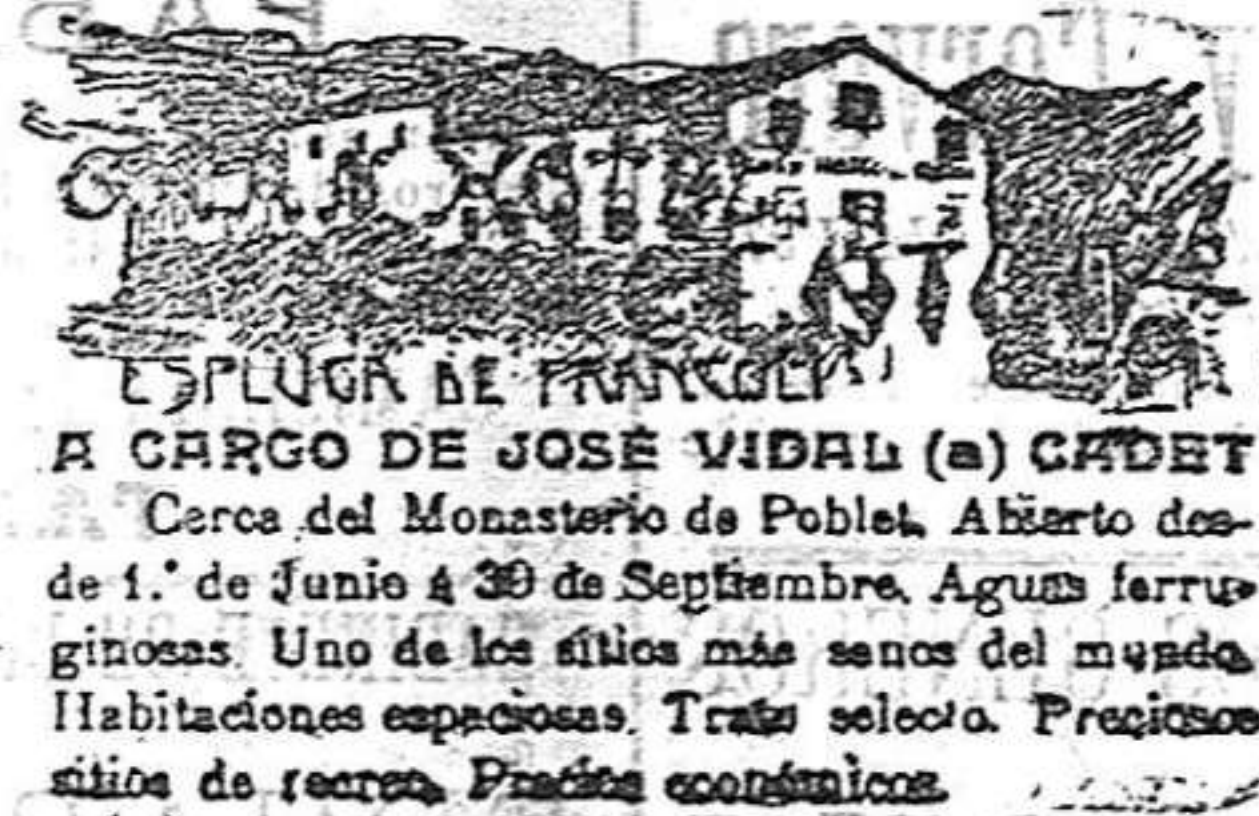 ESPLUGA DE FRANCOLI
A CARGO DE JOSÉ VIDAL (a) CADET
Cerca del Monasterio de Poblet. Abierto des-
de 1.° de Junio á 30 de Septiembre. Aguas ferru-
ginosas. Uno de los sitios más sanos del mundo.
Habitaciones espaciosas. Trato selecto. Preciosos
sitios de recreo. Precios económicos.